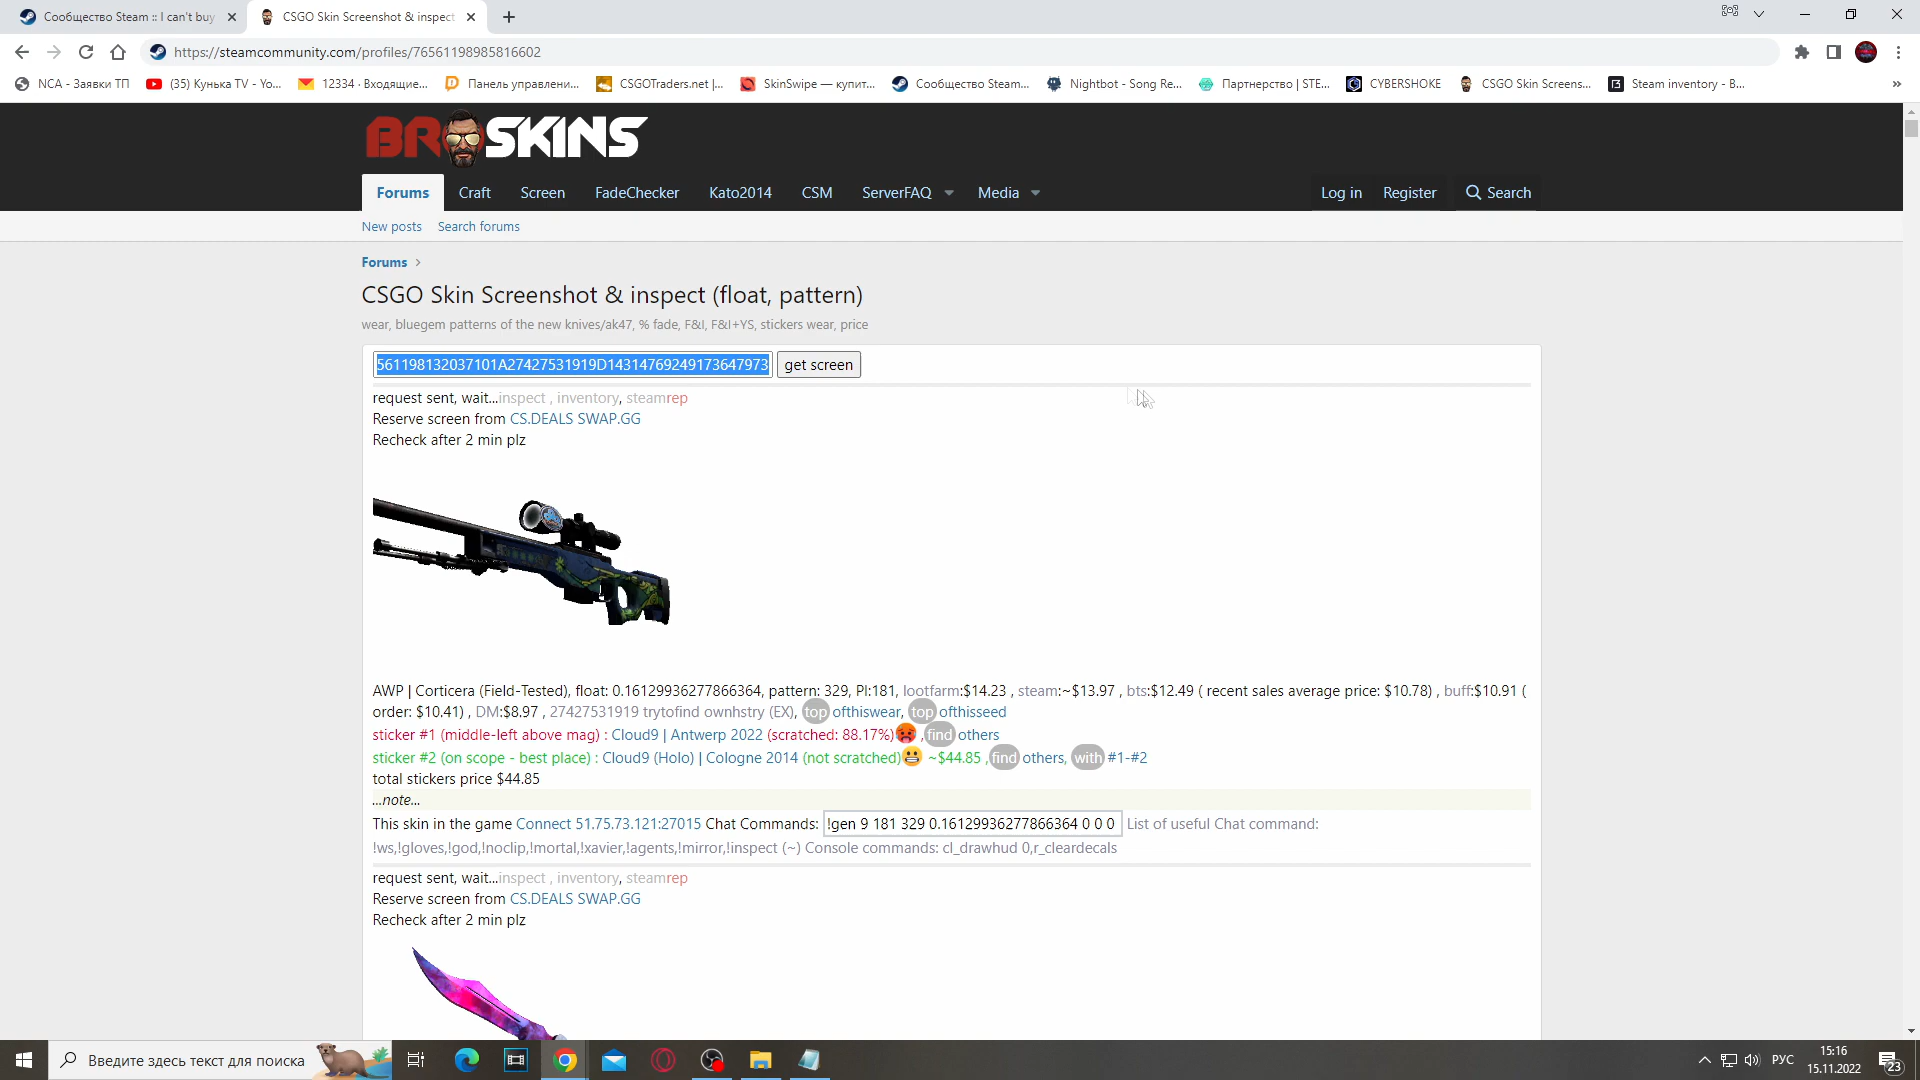 Сообщество Steam :: I can't buy
CSGO Skin Screenshot & inspect
https://steamcommunity.com/profiles/76561198985816602
NCA - Заявки ТП
(35) Кунька TV - Yo...
12334 - Входящие...
Панель управлени...
CSGOTraders.net |...
SkinSwipe — купит...
Сообщество Steam...
Nightbot - Song Re...
Партнерство | STE...
CYBERSHOKE
CSGO Skin Screens...
Steam inventory - B...
BROSKINS
Forums Craft Screen FadeChecker Kato2014 CSM ServerFAQ Media Log in Register Search
New posts Search forums
Forums
CSGO Skin Screenshot & inspect (float, pattern)
wear, bluegem patterns of the new knives/ak47, % fade, F&I, F&I+YS, stickers wear, price
561198132037101A27427531919D14314769249173647973 get screen
request sent, wait...inspect , inventory, steamrep
Reserve screen from CS.DEALS SWAP.GG
Recheck after 2 min plz
AWP | Corticera (Field-Tested), float: 0.16129936277866364, pattern: 329, PI:181, lootfarm:$14.23 , steam:~$13.97 , bts:$12.49 ( recent sales average price: $10.78) , buff:$10.91 (
order: $10.41) , DM:$8.97 , 27427531919 trytofind ownhstry (EX), top ofthiswear, top ofthisseed
sticker #1 (middle-left above mag) : Cloud9 | Antwerp 2022 (scratched: 88.17%) , find others
sticker #2 (on scope - best place) : Cloud9 (Holo) | Cologne 2014 (not scratched) ~$44.85 , find others, with #1-#2
total stickers price $44.85
...note...
This skin in the game Connect 51.75.73.121:27015 Chat Commands: !gen 9 181 329 0.16129936277866364 0 0 0 List of useful Chat command:
!ws,!gloves,!god,!noclip,!mortal,!xavier,!agents,!mirror,!inspect (~) Console commands: cl_drawhud 0,r_cleardecals
request sent, wait...inspect , inventory, steamrep
Reserve screen from CS.DEALS SWAP.GG
Recheck after 2 min plz
Введите здесь текст для поиска
РУС
15:16
15.11.2022
23